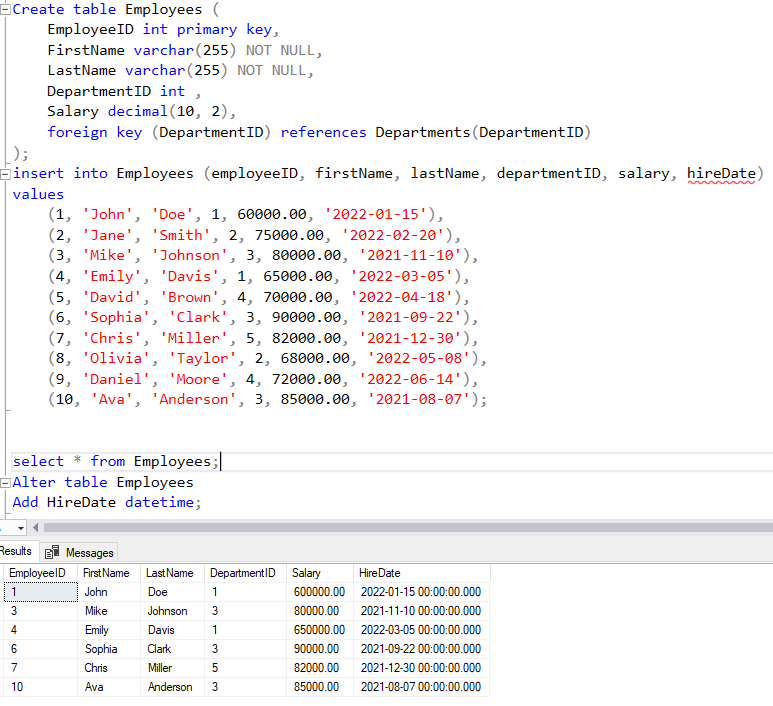 Create table Employees (
EmployeeID int primary key,
FirstName varchar(255) NOT NULL,
LastName varchar(255) NOT NULL,
DepartmentID int ,
Salary decimal(10, 2),
foreign key (DepartmentID) references Departments(DepartmentID)
);
insert into Employees (employeeID, firstName, lastName, departmentID, salary, hireDate)
values
(1, 'John', 'Doe', 1, 60000.00, '2022-01-15'),
(2, 'Jane', 'Smith', 2, 75000.00, '2022-02-20'),
(3, 'Mike', 'Johnson', 3, 80000.00, '2021-11-10'),
(4, 'Emily', 'Davis', 1, 65000.00, '2022-03-05'),
(5, 'David', 'Brown', 4, 70000.00, '2022-04-18'),
(6, 'Sophia', 'Clark', 3, 90000.00, '2021-09-22'),
(7, 'Chris', 'Miller', 5, 82000.00, '2021-12-30'),
(8, 'Olivia', 'Taylor', 2, 68000.00, '2022-05-08'),
(9, 'Daniel', 'Moore', 4, 72000.00, '2022-06-14'),
(10, 'Ava', 'Anderson', 3, 85000.00, '2021-08-07');
select * from Employees;
Alter table Employees
Add HireDate datetime;
Results Messages
EmployeeID FirstName LastName DepartmentID Salary HireDate
1 John Doe 1 600000.00 2022-01-15 00:00:00.000
3 Mike Johnson 3 80000.00 2021-11-10 00:00:00.000
4 Emily Davis 1 650000.00 2022-03-05 00:00:00.000
6 Sophia Clark 3 90000.00 2021-09-22 00:00:00.000
7 Chris Miller 5 82000.00 2021-12-30 00:00:00.000
10 Ava Anderson 3 85000.00 2021-08-07 00:00:00.000